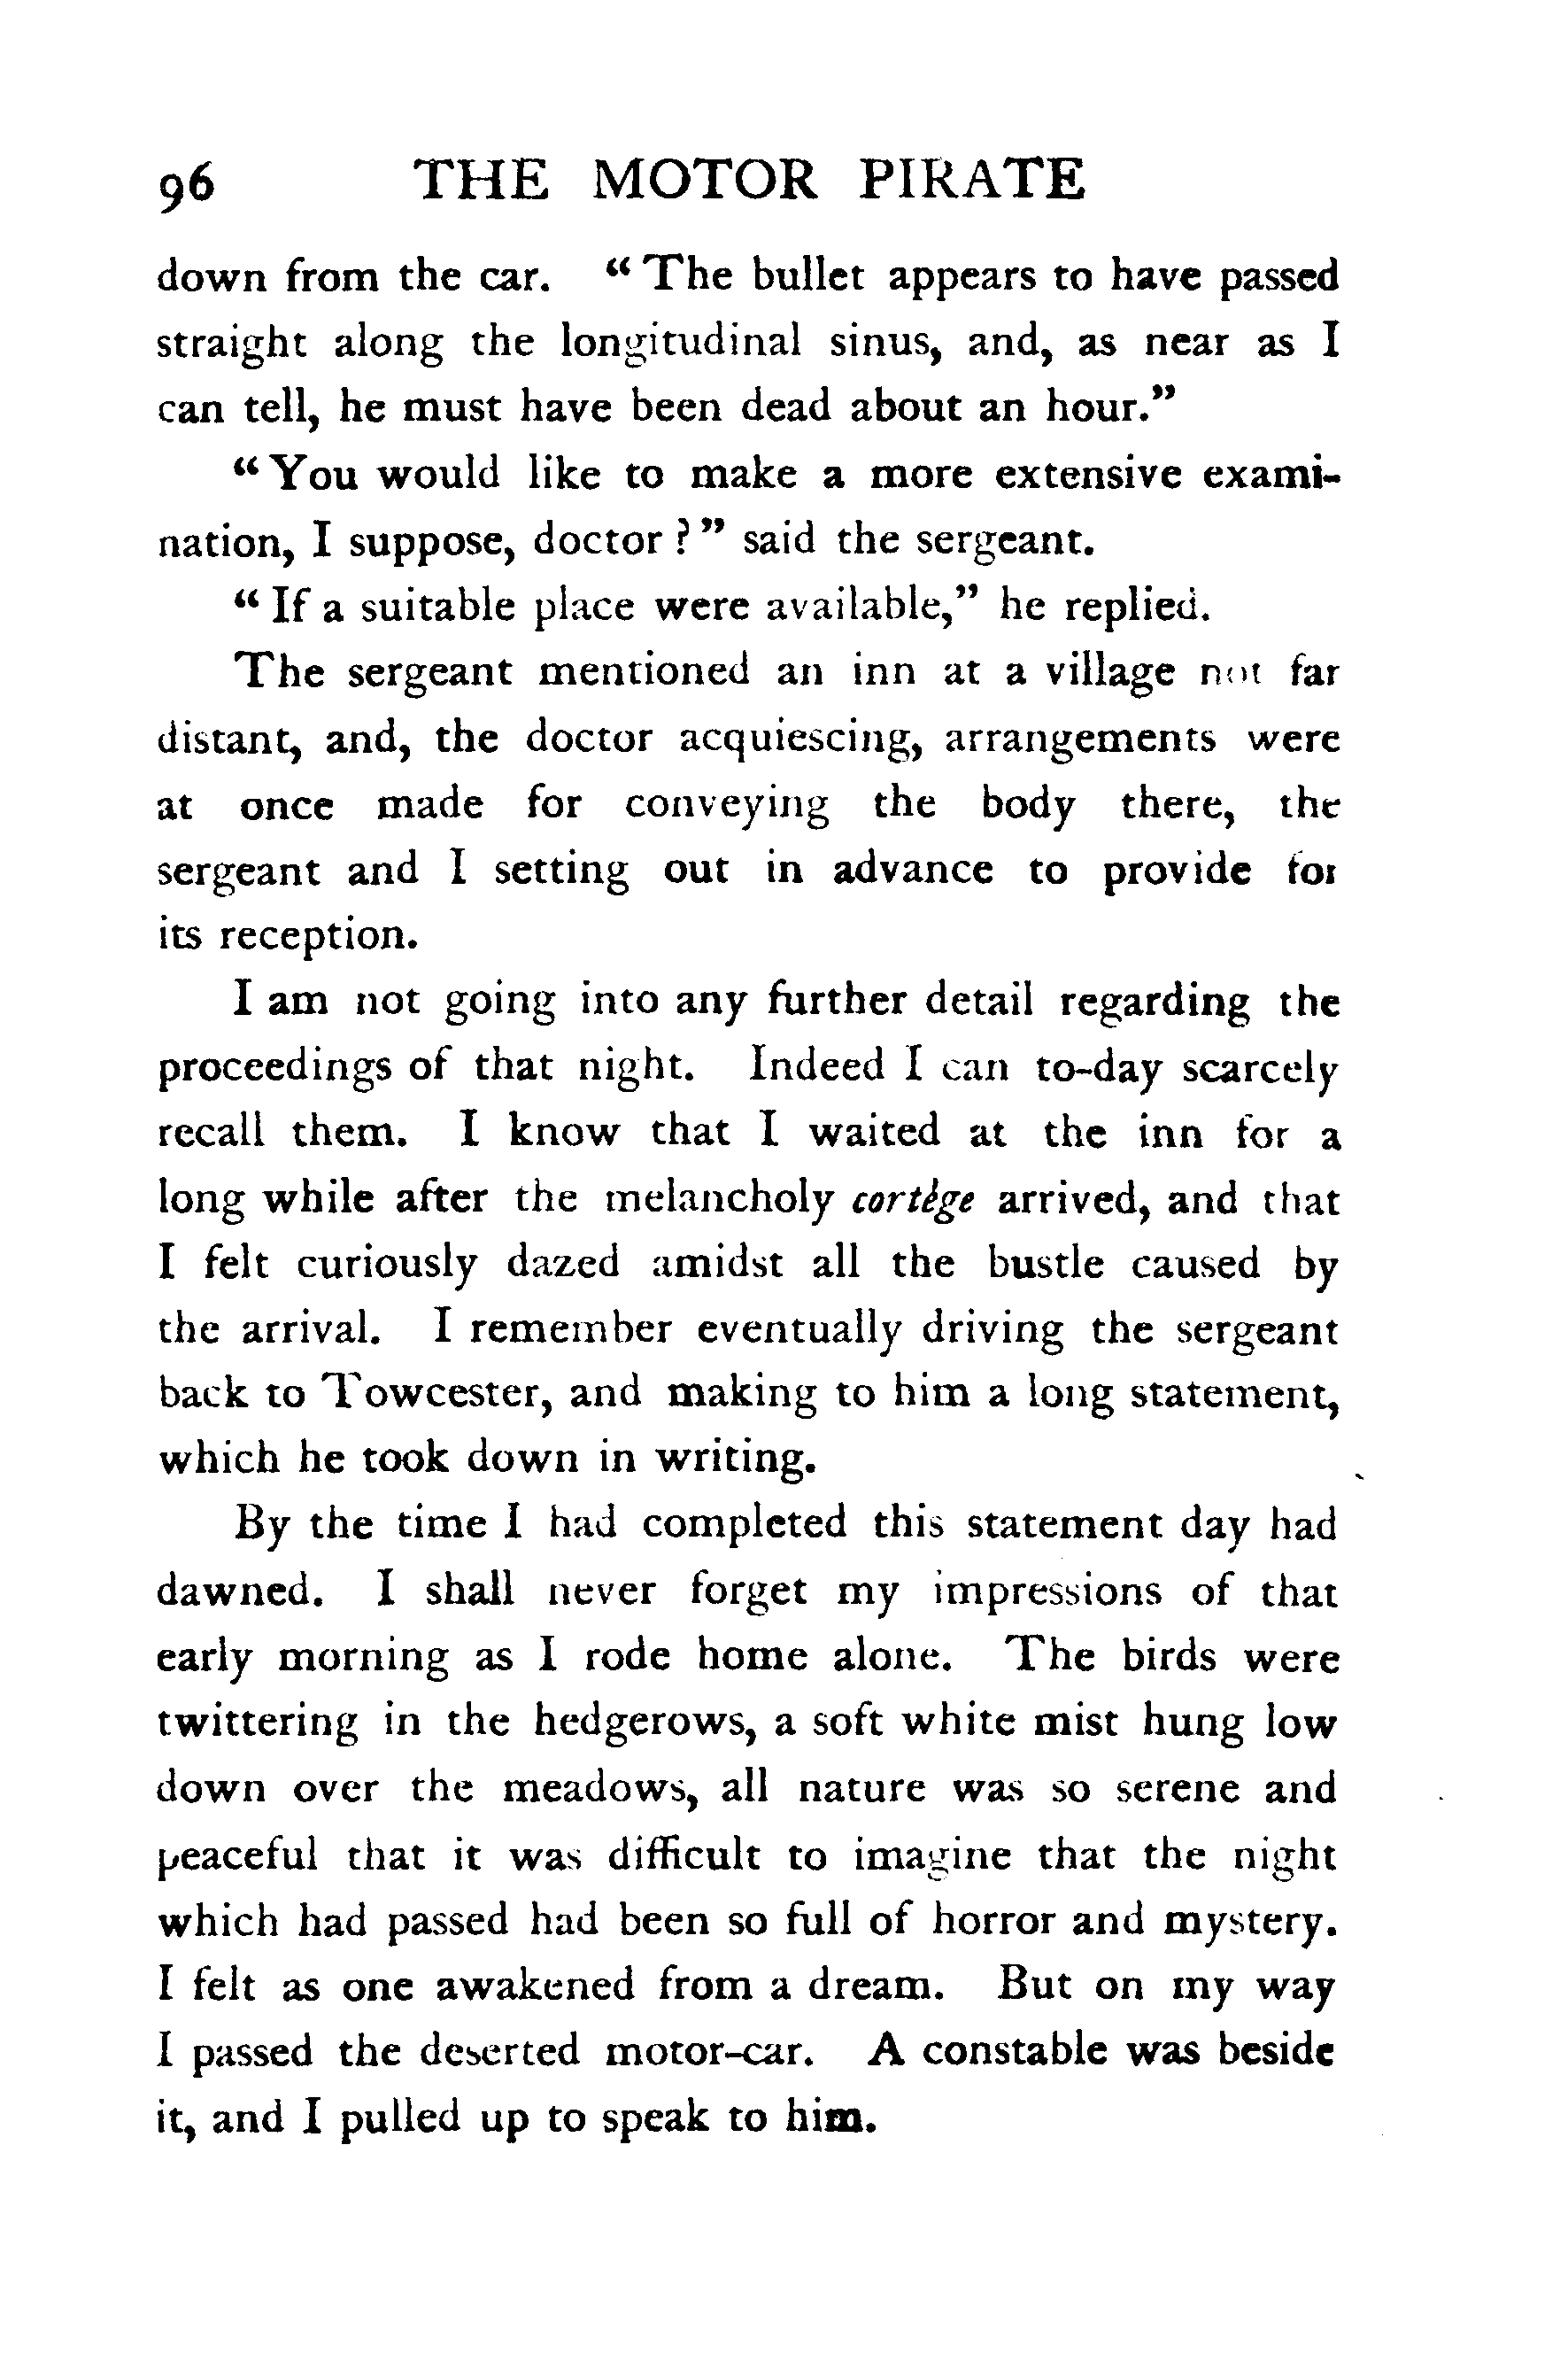 96 THE MOTOR PIRATE
down from the car. “ The bullet appears to have passed
straight along the longitudinal sinus, and, as near as I
can tell, he must have been dead about an hour.”
“ You would like to make a more extensive exami-
nation, I suppose, doctor ? ” said the sergeant.
“ If a suitable place were available,” he replied.
The sergeant mentioned an inn at a village not far
distant, and, the doctor acquiescing, arrangements were
at once made for conveying the body there, the
sergeant and I setting out in advance to provide for
its reception.
I am not going into any further detail regarding the
proceedings of that night. Indeed I can to-day scarcely
recall them. I know that I waited at the inn for a
long while after the melancholy cortège arrived, and that
I felt curiously dazed amidst all the bustle caused by
the arrival. I remember eventually driving the sergeant
back to Towcester, and making to him a long statement,
which he took down in writing.
By the time I had completed this statement day had
dawned. I shall never forget my impressions of that
early morning as I rode home alone. The birds were
twittering in the hedgerows, a soft white mist hung low
down over the meadows, all nature was so serene and
peaceful that it was difficult to imagine that the night
which had passed had been so full of horror and mystery.
I felt as one awakened from a dream. But on my way
I passed the deserted motor-car. A constable was beside
it, and I pulled up to speak to him.